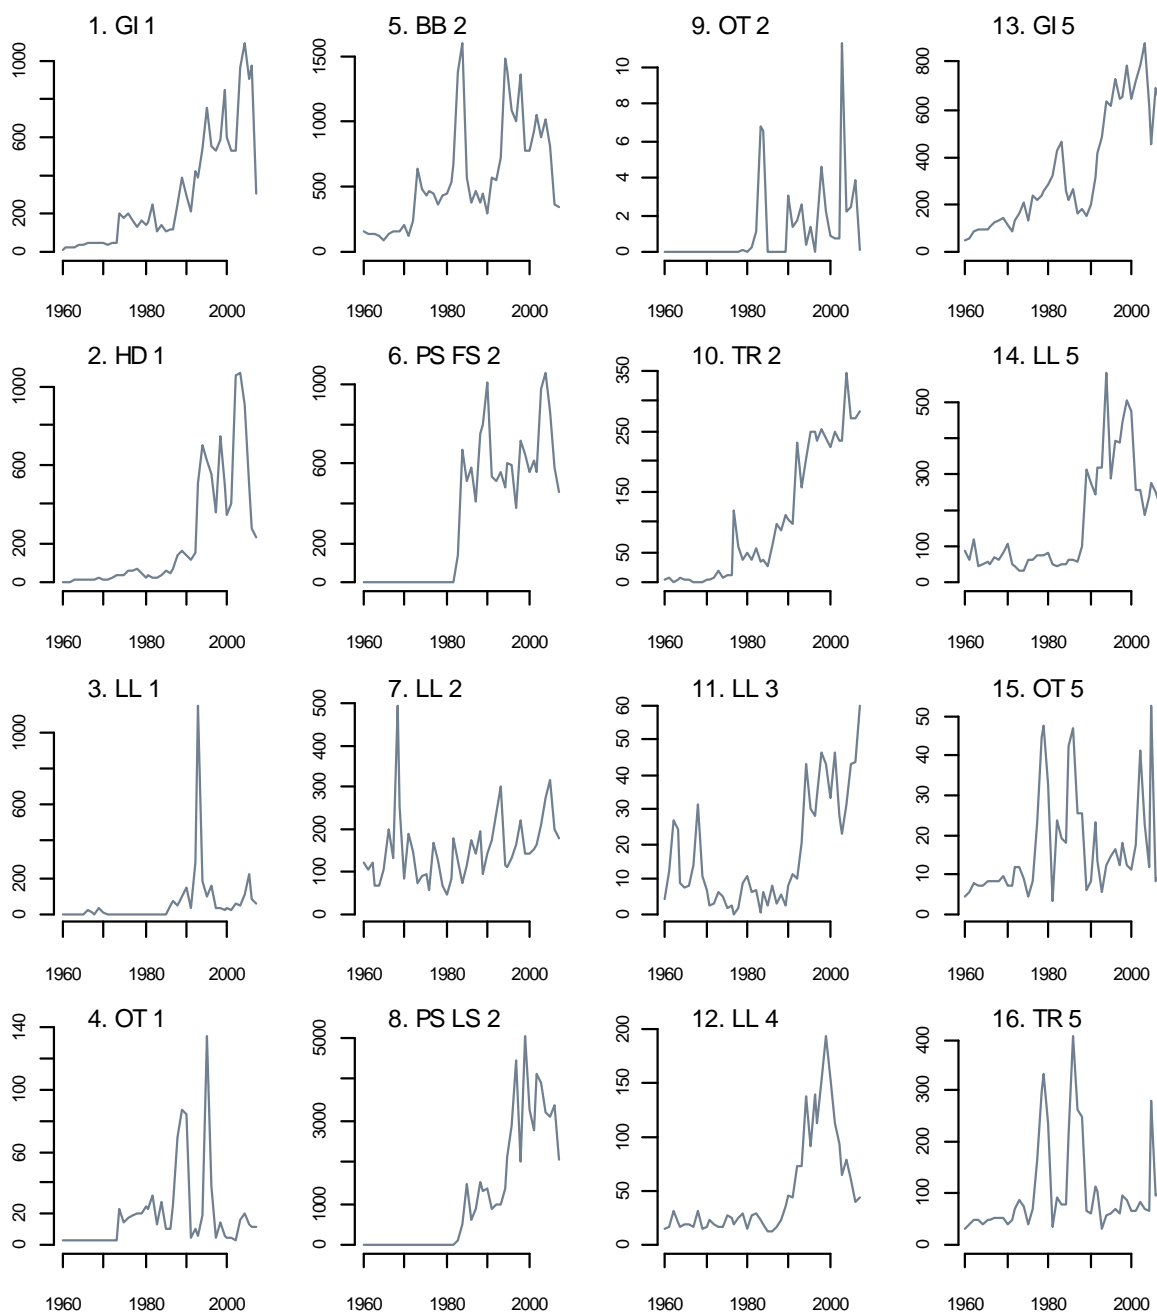 1. GI 1
1000
600
200
0
1960 1980 2000
2. HD 1
1000
600
200
0
1960 1980 2000
3. LL 1
1000
600
200
0
1960 1980 2000
4. OT 1
140
100
60
20
0
1960 1980 2000
5. BB 2
1500
1000
500
0
1960 1980 2000
6. PS FS 2
1000
600
200
0
1960 1980 2000
7. LL 2
500
400
300
200
100
0
1960 1980 2000
8. PS LS 2
5000
3000
1000
0
1960 1980 2000
9. OT 2
10
8
6
4
2
0
1960 1980 2000
10. TR 2
350
250
150
50
0
1960 1980 2000
11. LL 3
60
50
40
30
20
10
0
1960 1980 2000
12. LL 4
200
150
100
50
0
1960 1980 2000
13. GI 5
800
600
400
200
0
1960 1980 2000
14. LL 5
500
300
100
0
1960 1980 2000
15. OT 5
50
40
30
20
10
0
1960 1980 2000
16. TR 5
400
300
200
100
0
1960 1980 2000